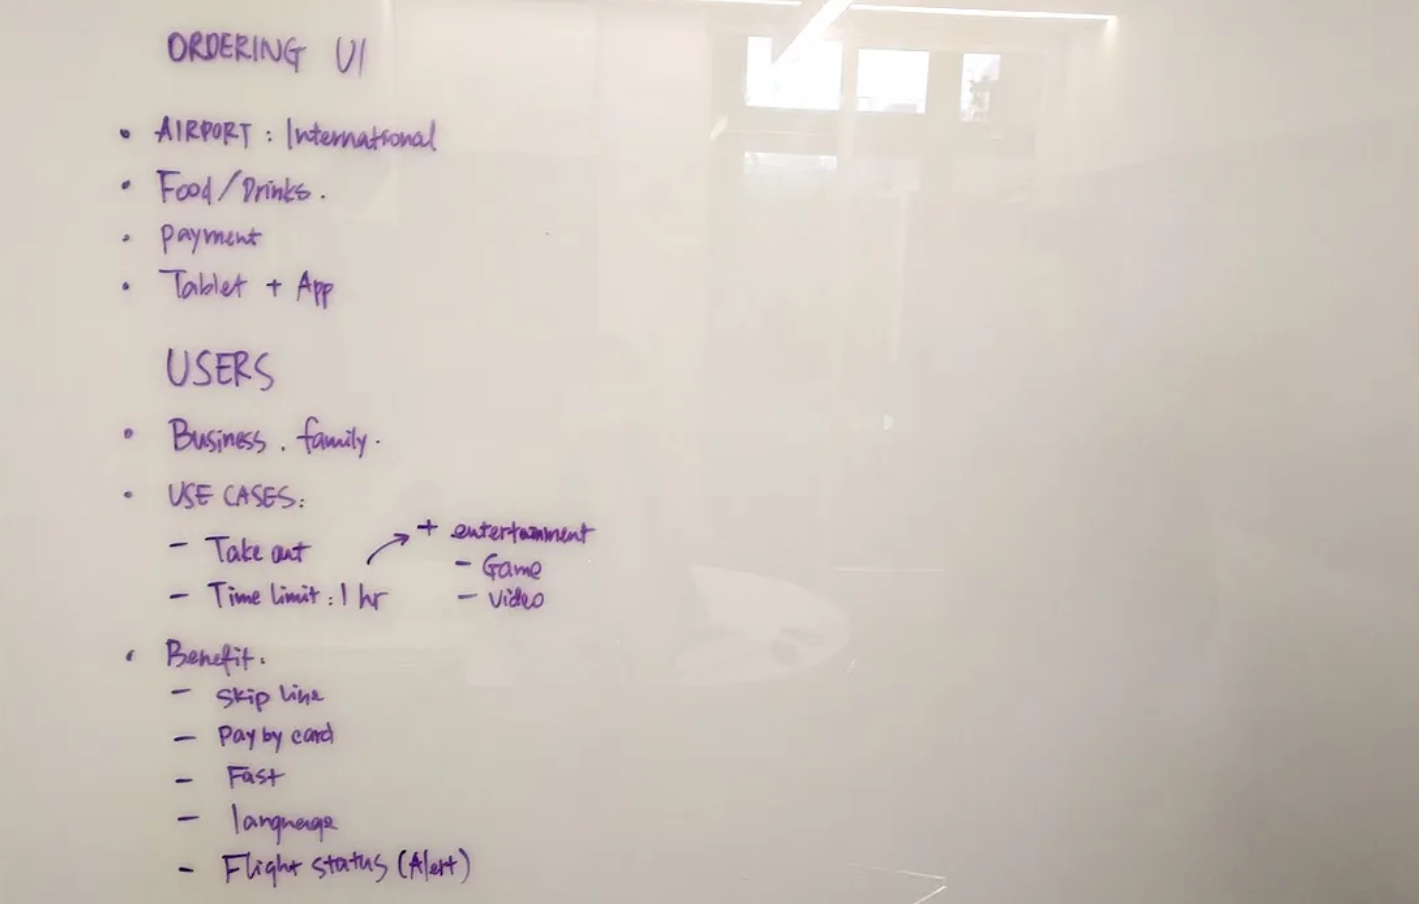 ORDERING UI
• AIRPORT : International
• Food/Drinks.
• payment
• Tablet + App
USERS
• Business. family.
• USE CASES:
- Take out
- Time limit : 1 hr
+ entertainment
- Game
- video
• Benefit:
- skip line
- pay by card
- Fast
- language
- Flight status (Alert)